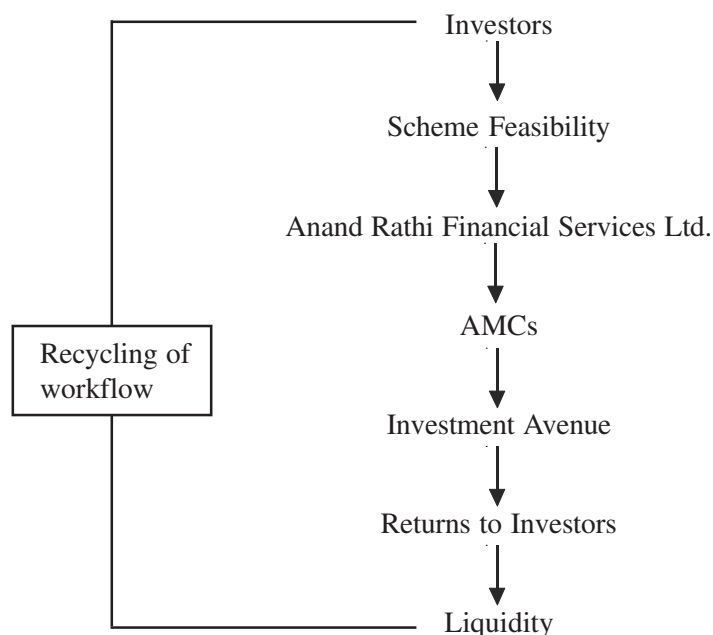 Investors
Scheme Feasibility
Anand Rathi Financial Services Ltd.
AMCs
Recycling of
workflow
Investment Avenue
Returns to Investors
Liquidity